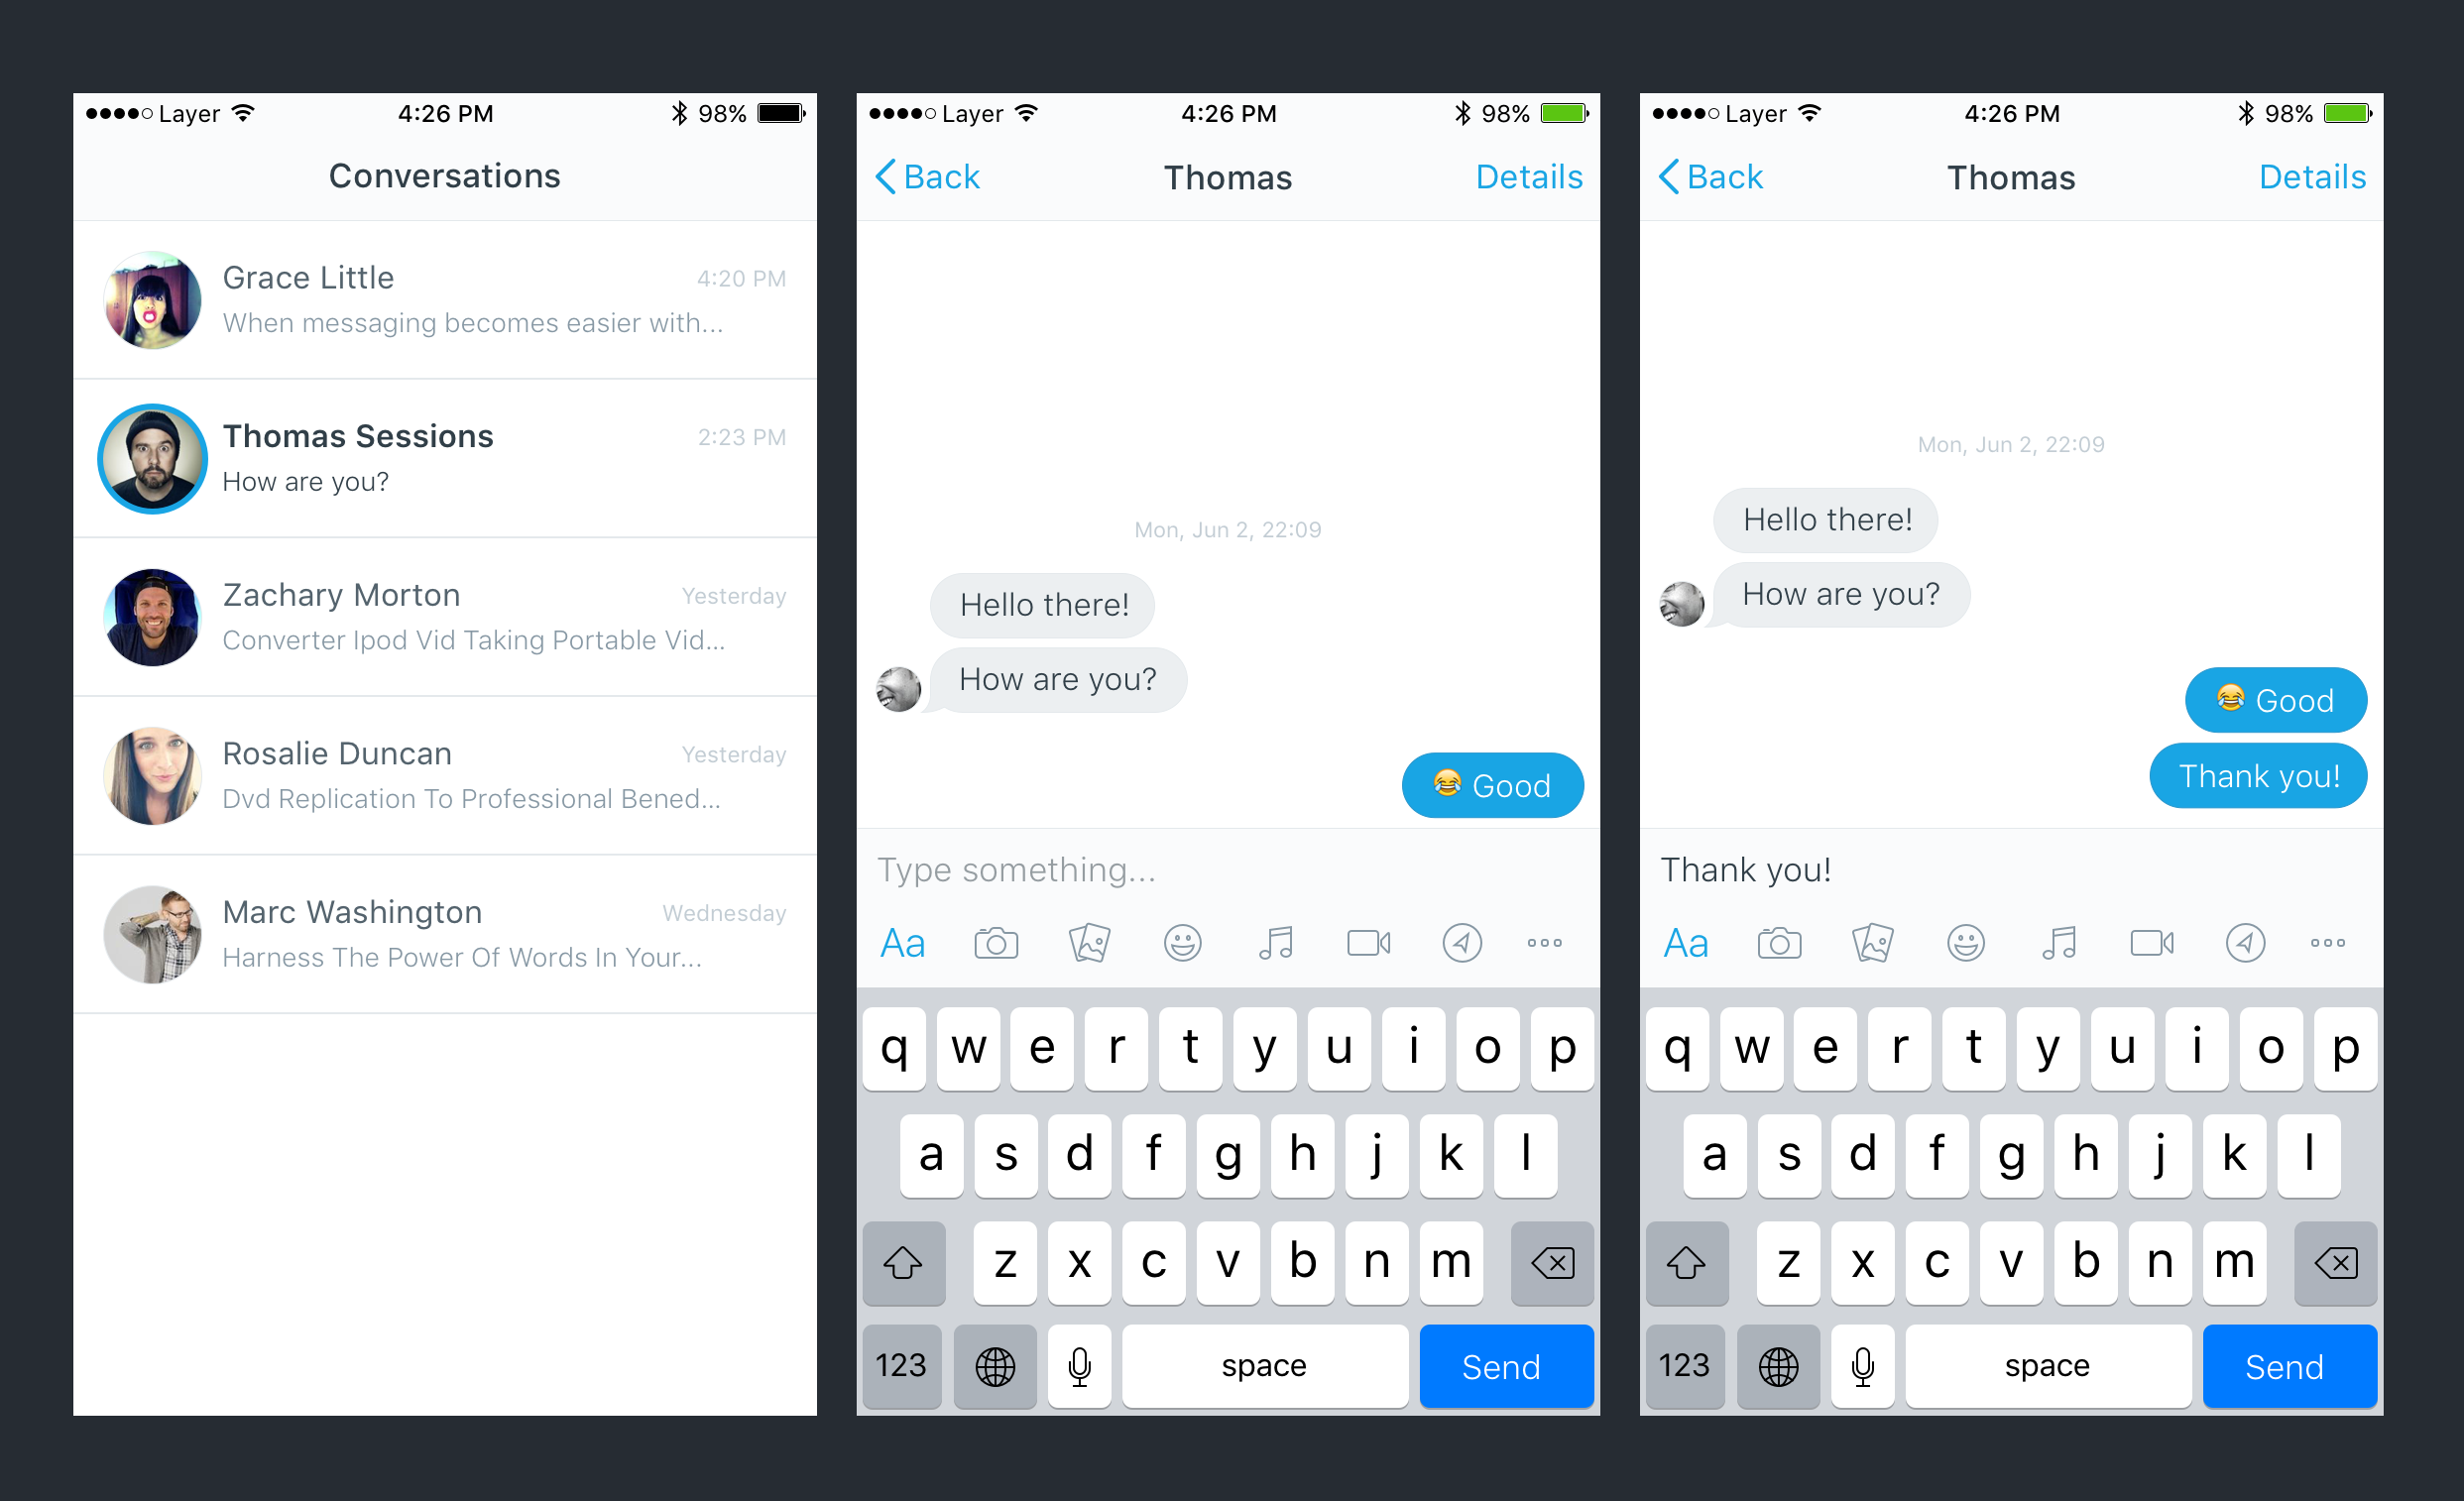 Layer 4:26 PM 98%
Conversations
Grace Little 4:20 PM
When messaging becomes easier with...
Thomas Sessions 2:23 PM
How are you?
Zachary Morton Yesterday
Converter Ipod Vid Taking Portable Vid...
Rosalie Duncan Yesterday
Dvd Replication To Professional Bened...
Marc Washington Wednesday
Harness The Power Of Words In Your...
Layer 4:26 PM 98%
Back Thomas Details
Mon, Jun 2, 22:09
Hello there!
How are you?
😂 Good
Type something...
Aa
q w e r t y u i o p
a s d f g h j k l
z x c v b n m
123 space Send
Layer 4:26 PM 98%
Back Thomas Details
Mon, Jun 2, 22:09
Hello there!
How are you?
😂 Good
Thank you!
Thank you!
Aa
q w e r t y u i o p
a s d f g h j k l
z x c v b n m
123 space Send